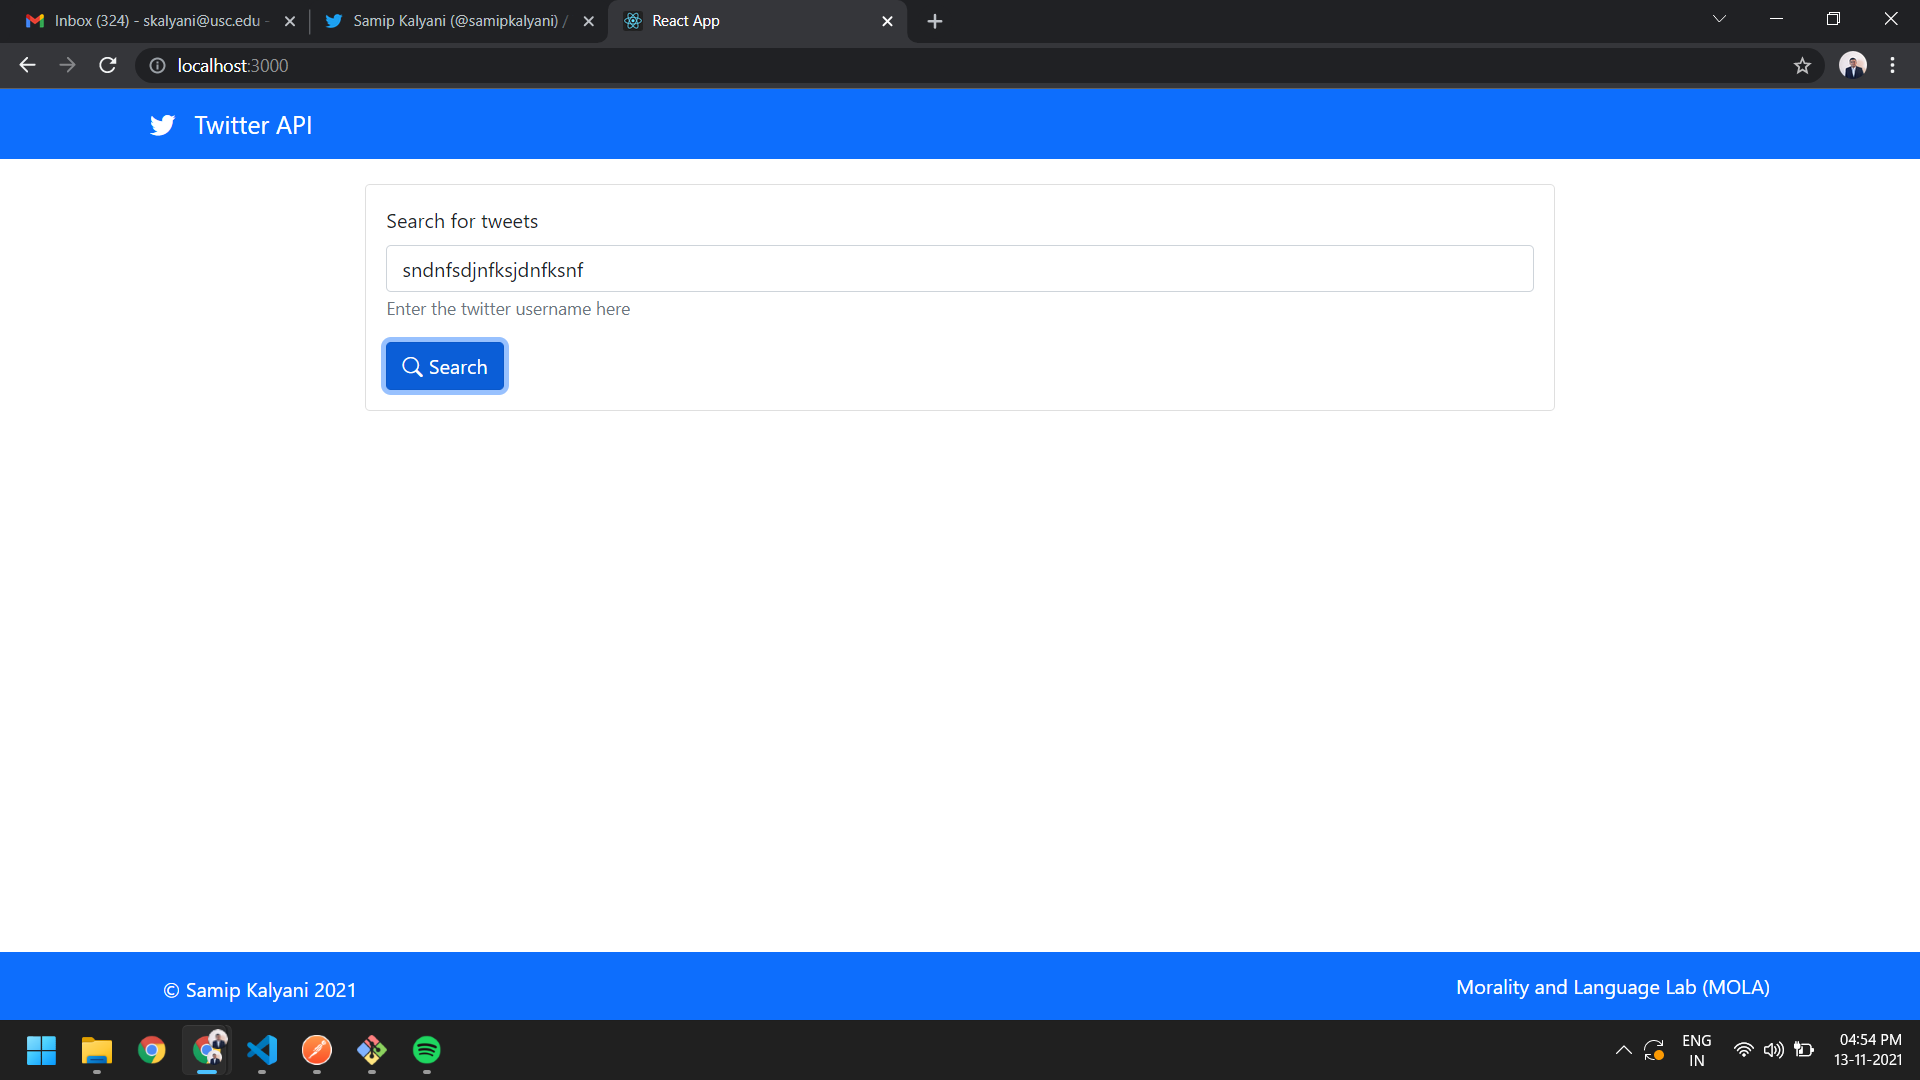 Inbox (324) - skalyani@usc.edu -
Samip Kalyani (@samipkalyani) /
React App
localhost:3000
Twitter API
Search for tweets
sndnfsdjnfksjdnfksnf
Enter the twitter username here
Search
© Samip Kalyani 2021
Morality and Language Lab (MOLA)
ENG
IN
04:54 PM
13-11-2021